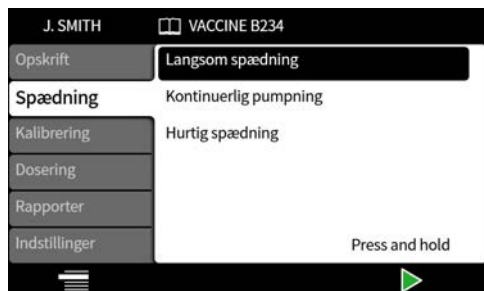 J. SMITH
VACCINE B234
Opskrift
Spædning
Kalibrering
Dosering
Rapporter
Indstillinger
Langsom spædning
Kontinuerlig pumpning
Hurtig spædning
Press and hold